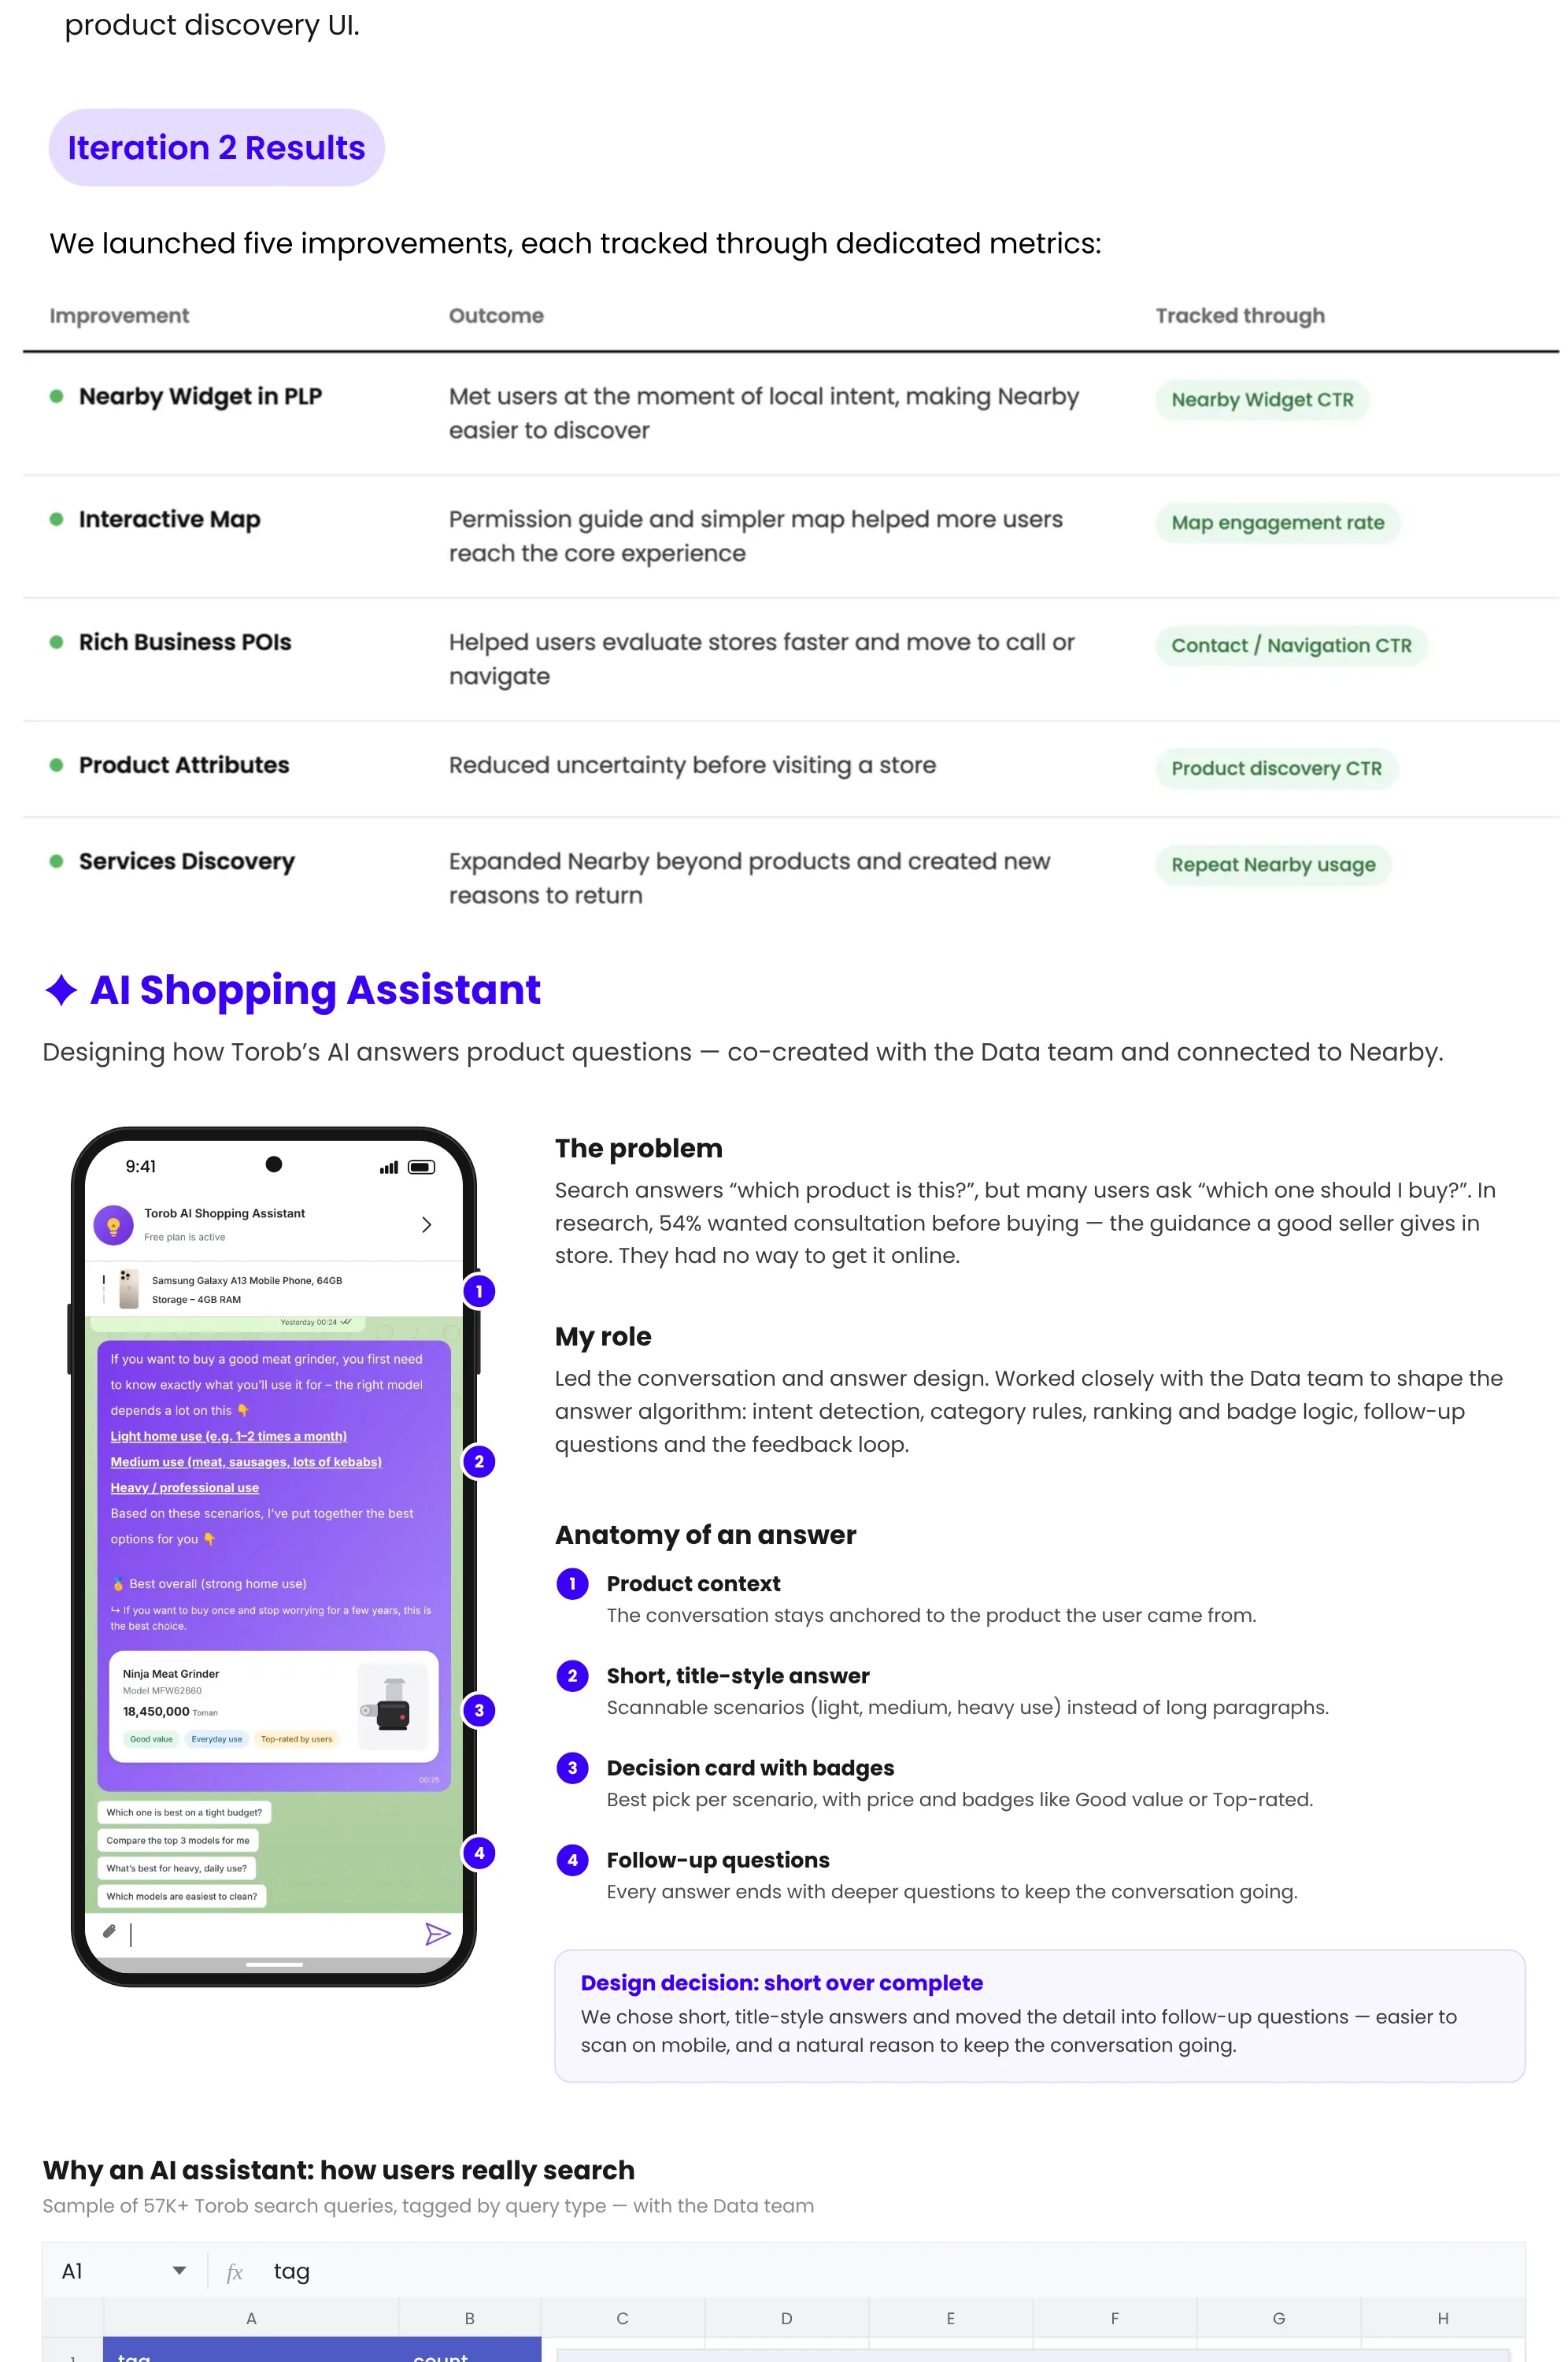 product discovery UI.
Iteration 2 Results
We launched five improvements, each tracked through dedicated metrics:
Improvement Outcome Tracked through
Nearby Widget in PLP
Met users at the moment of local intent, making Nearby
easier to discover
Nearby Widget CTR
Interactive Map
Permission guide and simpler map helped more users
reach the core experience
Map engagement rate
Rich Business POIs
Helped users evaluate stores faster and move to call or
navigate
Contact / Navigation CTR
Product Attributes
Reduced uncertainty before visiting a store
Product discovery CTR
Services Discovery
Expanded Nearby beyond products and created new
reasons to return
Repeat Nearby usage
AI Shopping Assistant
Designing how Torob’s AI answers product questions — co-created with the Data team and connected to Nearby.
9:41
Torob AI Shopping Assistant
Free plan is active
Samsung Galaxy A13 Mobile Phone, 64GB
Storage – 4GB RAM
1
Yesterday 00:24
If you want to buy a good meat grinder, you first need
to know exactly what you’ll use it for – the right model
depends a lot on this 👇
Light home use (e.g. 1–2 times a month)
Medium use (meat, sausages, lots of kebabs)
2
Heavy / professional use
Based on these scenarios, I’ve put together the best
options for you 👇
🥇 Best overall (strong home use)
↪ If you want to buy once and stop worrying for a few years, this is
the best choice.
Ninja Meat Grinder
Model MFW62660
18,450,000 Toman
3
Good value Everyday use Top-rated by users
00:25
Which one is best on a tight budget?
Compare the top 3 models for me
4
What’s best for heavy, daily use?
Which models are easiest to clean?
The problem
Search answers “which product is this?”, but many users ask “which one should I buy?”. In
research, 54% wanted consultation before buying — the guidance a good seller gives in
store. They had no way to get it online.
My role
Led the conversation and answer design. Worked closely with the Data team to shape the
answer algorithm: intent detection, category rules, ranking and badge logic, follow-up
questions and the feedback loop.
Anatomy of an answer
1 Product context
The conversation stays anchored to the product the user came from.
2 Short, title-style answer
Scannable scenarios (light, medium, heavy use) instead of long paragraphs.
3 Decision card with badges
Best pick per scenario, with price and badges like Good value or Top-rated.
4 Follow-up questions
Every answer ends with deeper questions to keep the conversation going.
Design decision: short over complete
We chose short, title-style answers and moved the detail into follow-up questions — easier to
scan on mobile, and a natural reason to keep the conversation going.
Why an AI assistant: how users really search
Sample of 57K+ Torob search queries, tagged by query type — with the Data team
A1 fx tag
A B C D E F G H
1 tag count